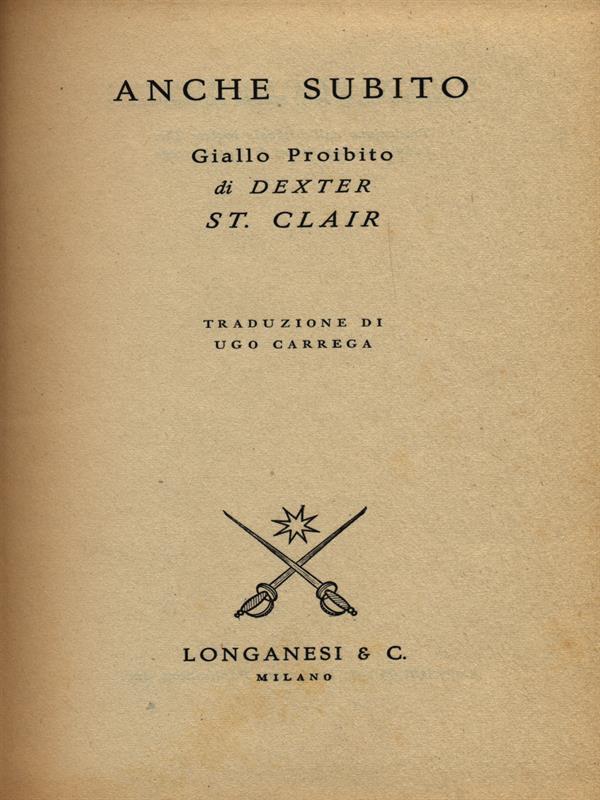 ANCHE SUBITO
Giallo Proibito
di DEXTER
ST. CLAIR
TRADUZIONE DI
UGO CARREGA
LONGANESI & C.
MILANO